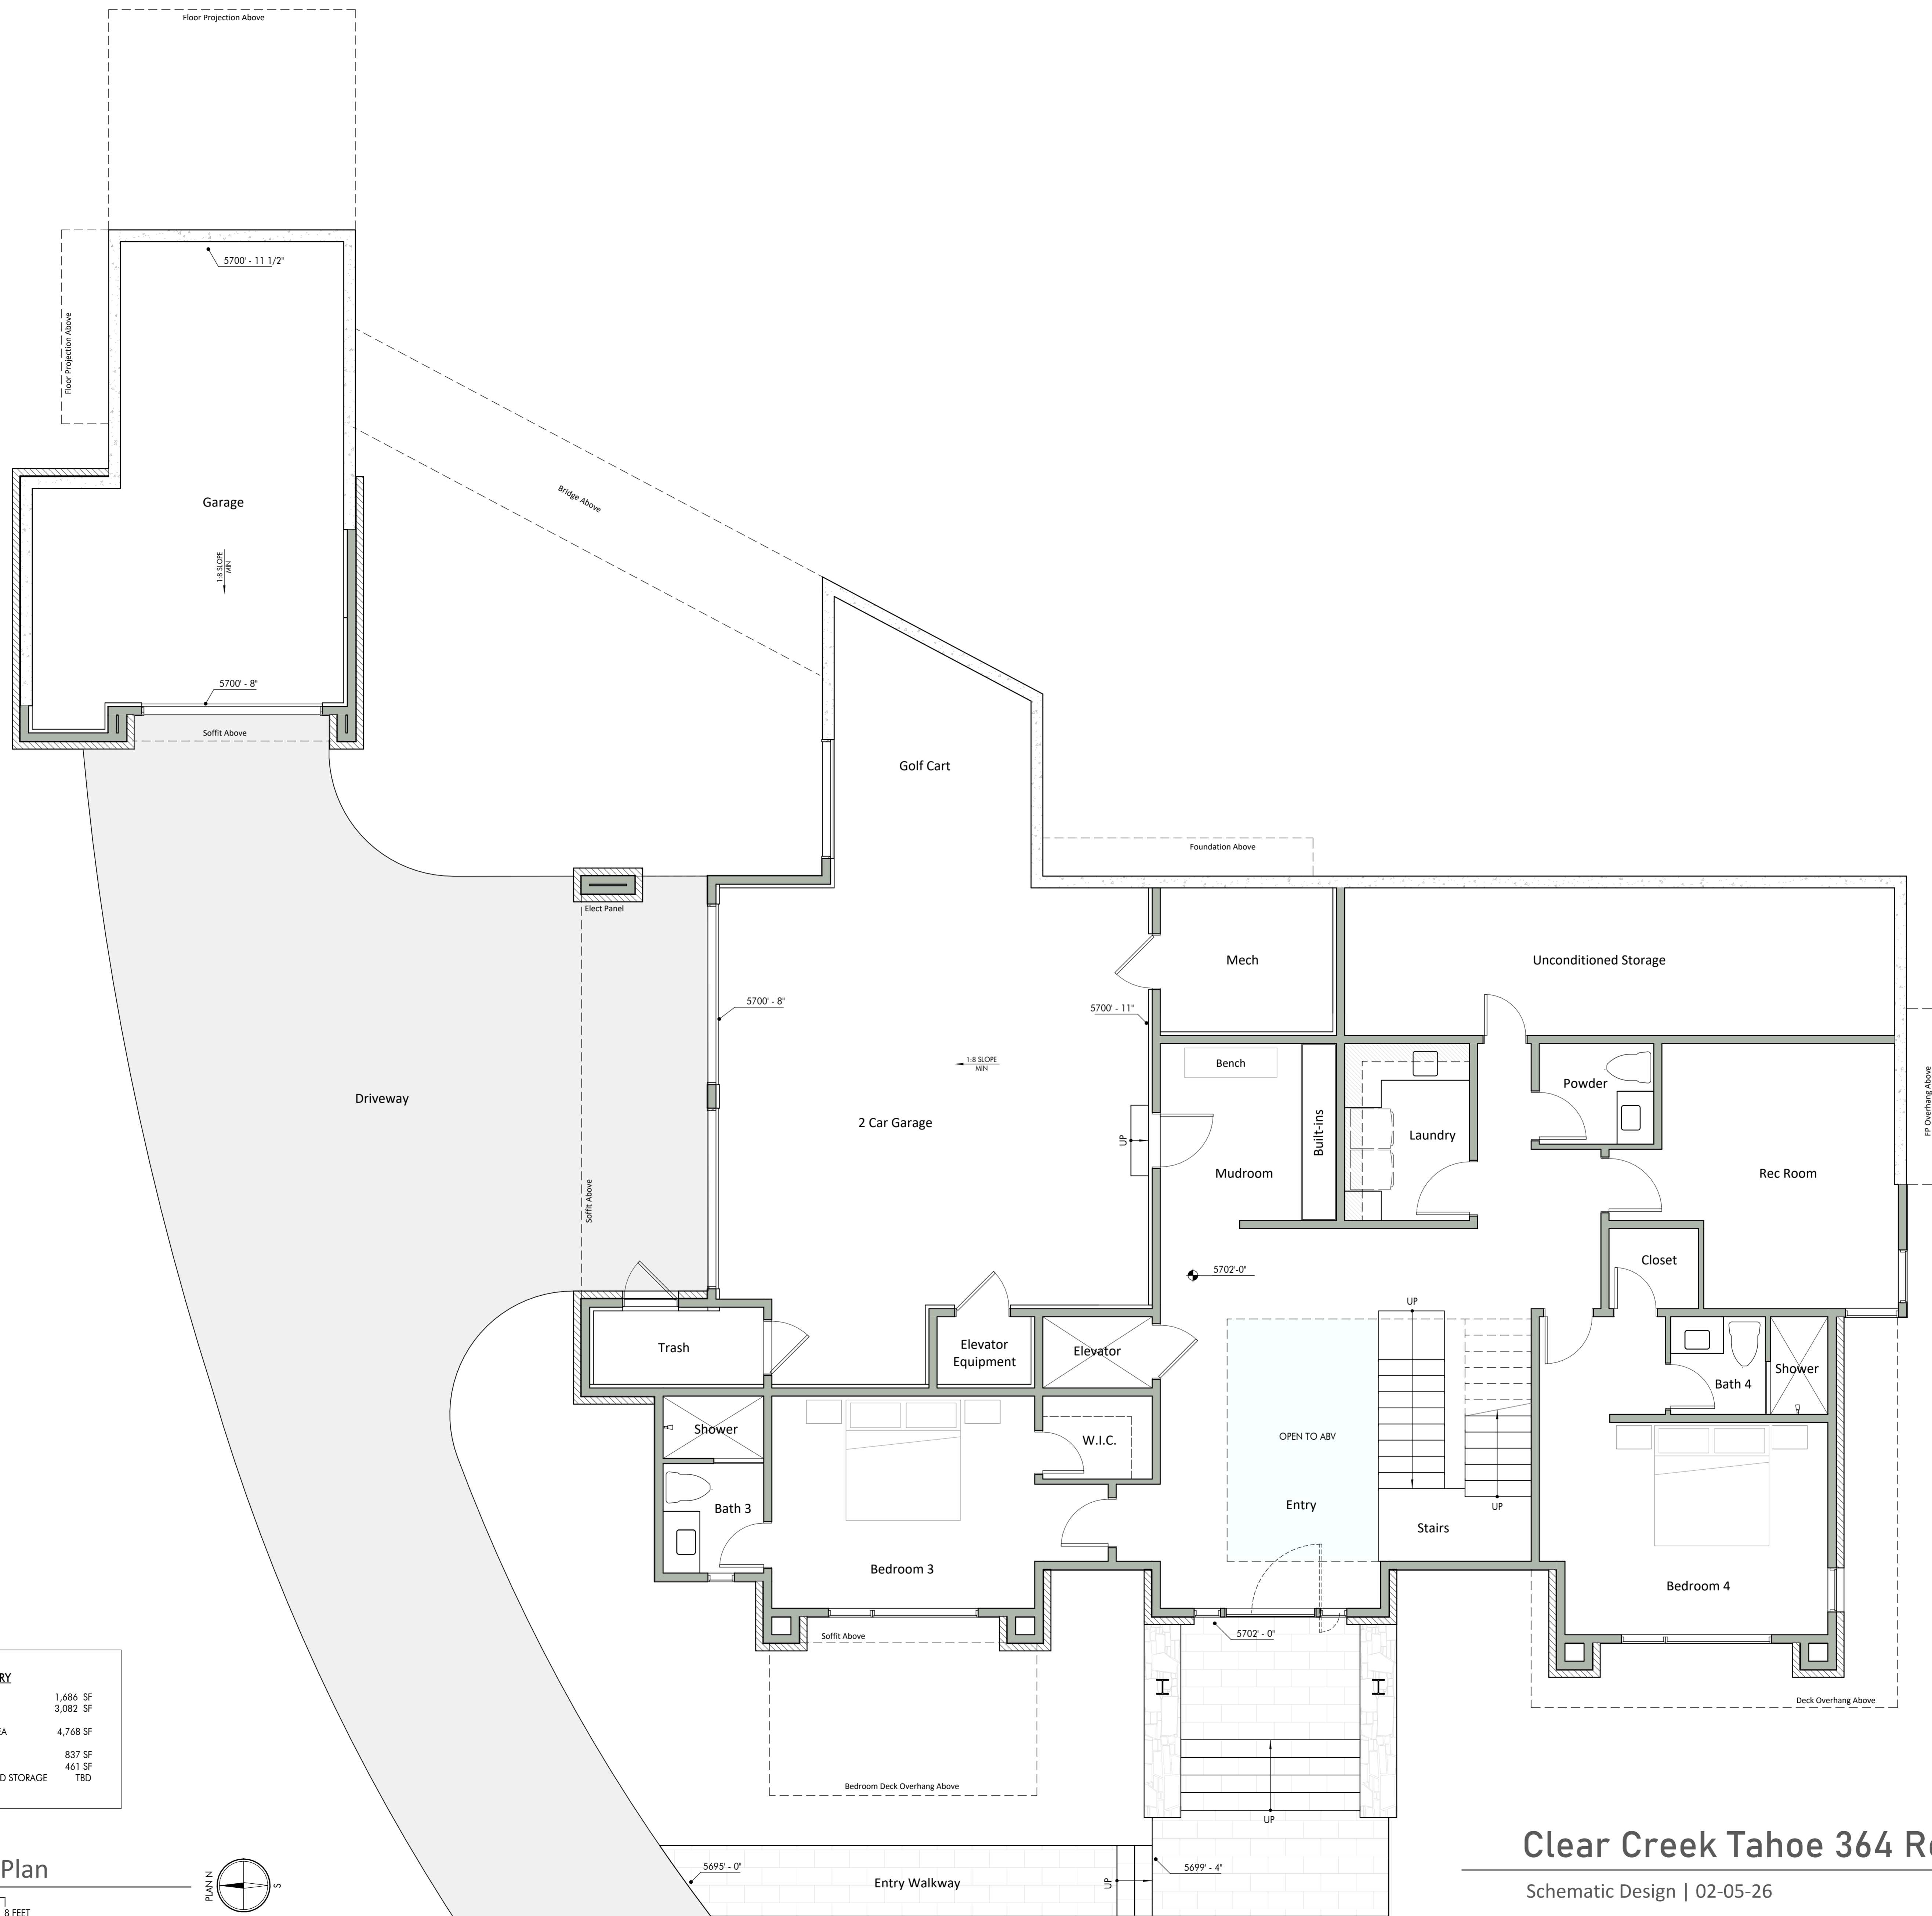 Floor Projection Above
5700' - 11 1/2"
Floor Projection Above
Bridge Above
Garage
1:8 SLOPE
MIN
5700' - 8"
Soffit Above
Golf Cart
Foundation Above
Elect Panel
Mech
Unconditioned Storage
5700' - 8"
5700' - 11"
1:8 SLOPE
MIN
Bench
Built-ins
Powder
FP Overhang Above
Driveway
2 Car Garage
UP
Laundry
Mudroom
Rec Room
Soffit Above
Closet
5702'-0"
UP
Trash
Elevator
Equipment
Elevator
Shower
Bath 4
Shower
W.I.C.
OPEN TO ABV
Bath 3
Entry
UP
Stairs
Bedroom 3
Bedroom 4
Soffit Above
5702' - 0"
Deck Overhang Above
Bedroom Deck Overhang Above
UP
RY
1,686 SF
3,082 SF
EA 4,768 SF
837 SF
461 SF
D STORAGE TBD
Plan
PLAN N
S
8 FEET
5695' - 0"
Entry Walkway
UP
5699' - 4"
Clear Creek Tahoe 364 Re
Schematic Design | 02-05-26